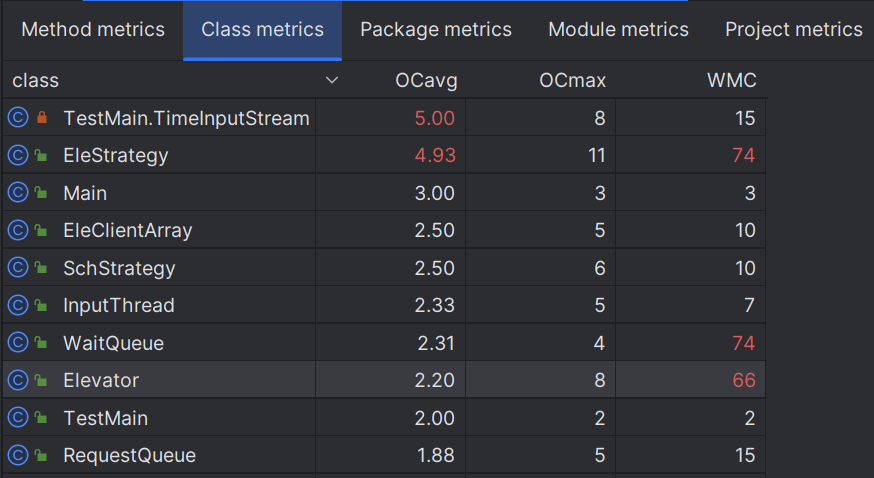 Method metrics Class metrics Package metrics Module metrics Project metrics
class OCavg OCmax WMC
C TestMain.TimeInputStream 5.00 8 15
C EleStrategy 4.93 11 74
C Main 3.00 3 3
C EleClientArray 2.50 5 10
C SchStrategy 2.50 6 10
C InputThread 2.33 5 7
C WaitQueue 2.31 4 74
C Elevator 2.20 8 66
C TestMain 2.00 2 2
C RequestQueue 1.88 5 15